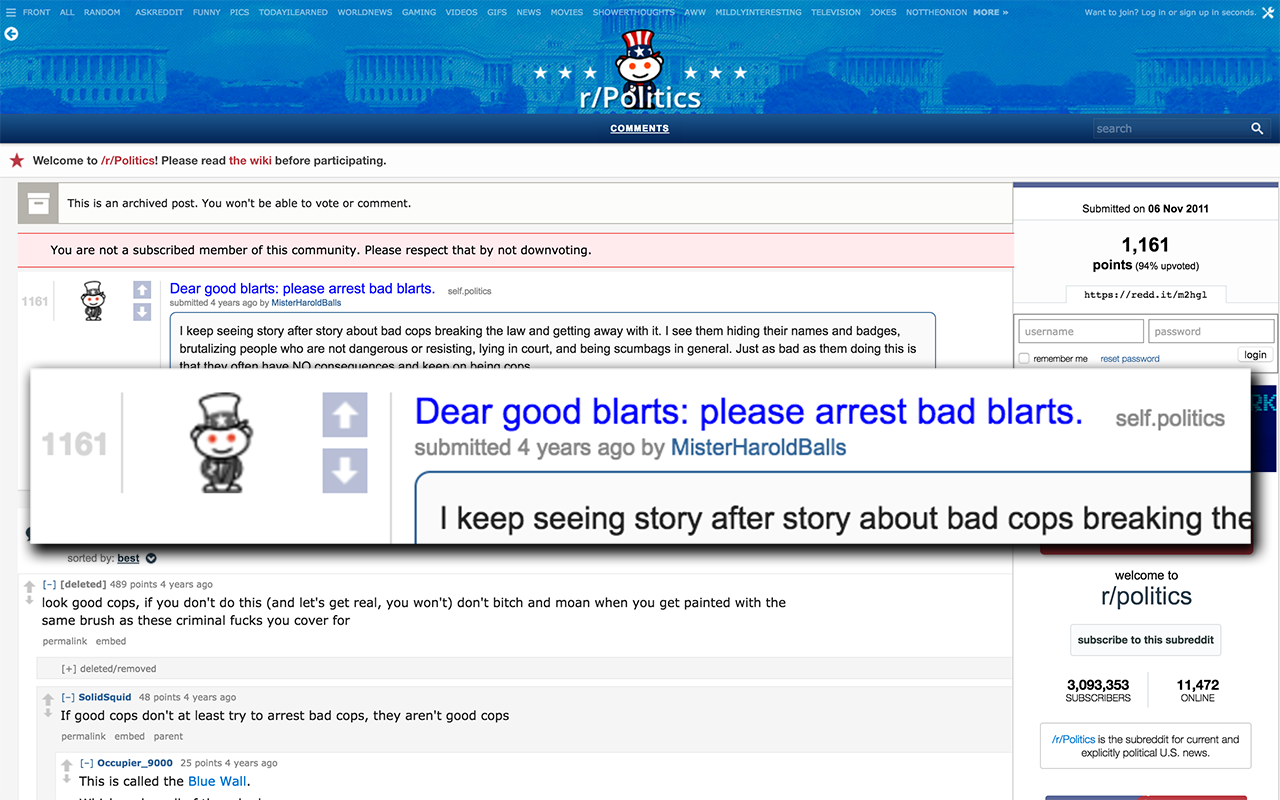 FRONT ALL RANDOM ASKREDDIT FUNNY PICS TODAYILEARNED WORLDNEWS GAMING VIDEOS GIFS NEWS MOVIES SHOWERTHOUGHTS AWW MILDLYINTERESTING TELEVISION JOKES NOTTHEONION MORE » Want to join? Log in or sign up in seconds.
r/Politics
COMMENTS
search
Welcome to /r/Politics! Please read the wiki before participating.
This is an archived post. You won't be able to vote or comment.
You are not a subscribed member of this community. Please respect that by not downvoting.
1161
Dear good blarts: please arrest bad blarts. self.politics
submitted 4 years ago by MisterHaroldBalls
I keep seeing story after story about bad cops breaking the law and getting away with it. I see them hiding their names and badges,
brutalizing people who are not dangerous or resisting, lying in court, and being scumbags in general. Just as bad as them doing this is
that they often have NO consequences and keep on being cops
1161
Dear good blarts: please arrest bad blarts. self.politics
submitted 4 years ago by MisterHaroldBalls
I keep seeing story after story about bad cops breaking the
sorted by: best
[–] [deleted] 489 points 4 years ago
look good cops, if you don't do this (and let's get real, you won't) don't bitch and moan when you get painted with the
same brush as these criminal fucks you cover for
permalink embed
[+] deleted/removed
[–] SolidSquid 48 points 4 years ago
If good cops don't at least try to arrest bad cops, they aren't good cops
permalink embed parent
[–] Occupier_9000 25 points 4 years ago
This is called the Blue Wall.
Submitted on 06 Nov 2011
1,161
points (94% upvoted)
https://redd.it/m2hgl
username password
remember me reset password login
RK
welcome to
r/politics
subscribe to this subreddit
3,093,353 11,472
SUBSCRIBERS ONLINE
/r/Politics is the subreddit for current and
explicitly political U.S. news.